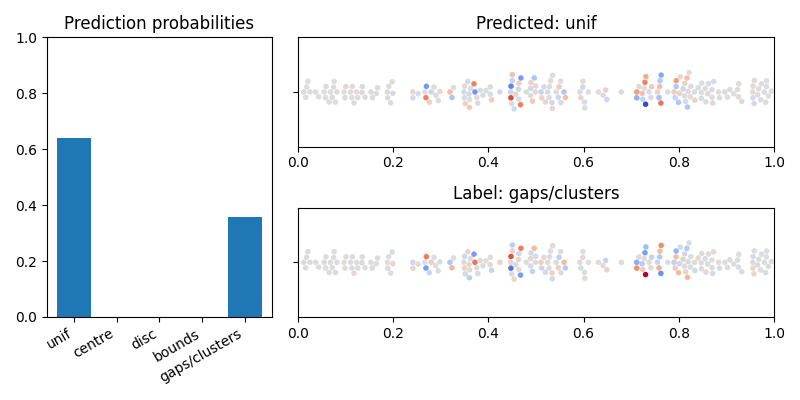 Prediction probabilities
1.0
0.8
0.6
0.4
0.2
0.0
unif
centre
disc
bounds
gaps/clusters
Predicted: unif
0.0 0.2 0.4 0.6 0.8 1.0
Label: gaps/clusters
0.0 0.2 0.4 0.6 0.8 1.0